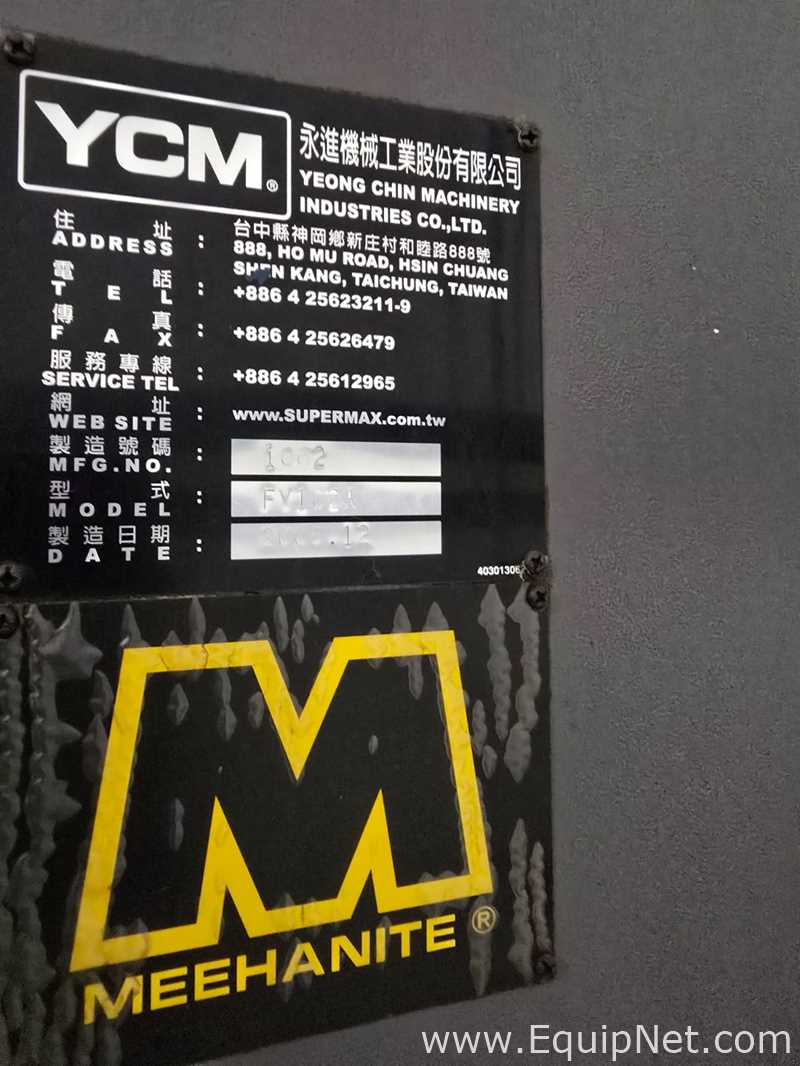 YCM®
永進機械工業股份有限公司
YEONG CHIN MACHINERY
INDUSTRIES CO.,LTD.
住址 : 台中縣神岡鄉新庄村和睦路888號
ADDRESS 888, HO MU ROAD, HSIN CHUANG
SHEN KANG, TAICHUNG, TAIWAN
電話 : +886 4 25623211-9
TEL
傳真 : +886 4 25626479
FAX
服務專線 : +886 4 25612965
SERVICE TEL
網址 : www.SUPERMAX.com.tw
WEB SITE
製造號碼 :
MFG.NO.
型式 :
MODEL
製造日期 :
DATE
MEEHANITE®
www.EquipNet.com